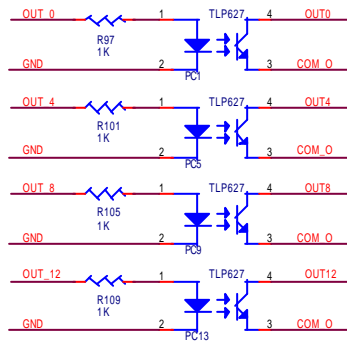 OUT_0 1 TLP627 4 OUT0
R97
1K
GND 2 PC1 3 COM_O
OUT_4 1 TLP627 4 OUT4
R101
1K
GND 2 PC5 3 COM_O
OUT_8 1 TLP627 4 OUT8
R105
1K
GND 2 PC9 3 COM_O
OUT_12 1 TLP627 4 OUT12
R109
1K
GND 2 PC13 3 COM_O